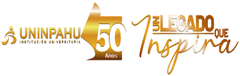 UNINPAHU
INSTITUCIÓN UNIVERSITARIA
50
Años
UN LEGADO QUE
Inspira